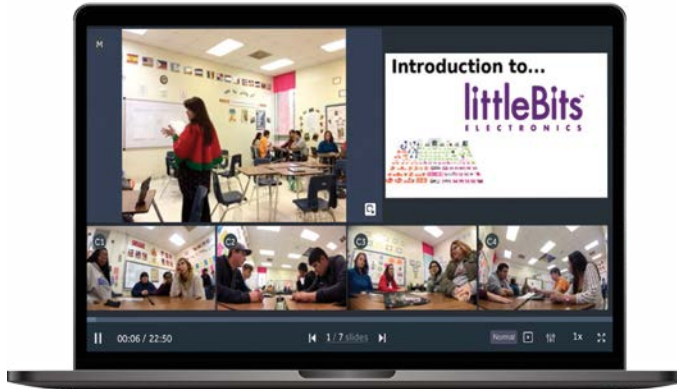 M
Introduction to...
littleBits
ELECTRONICS
C1
C2
C3
C4
00:06 / 22:50
1 / 7 slides
Normal
1x